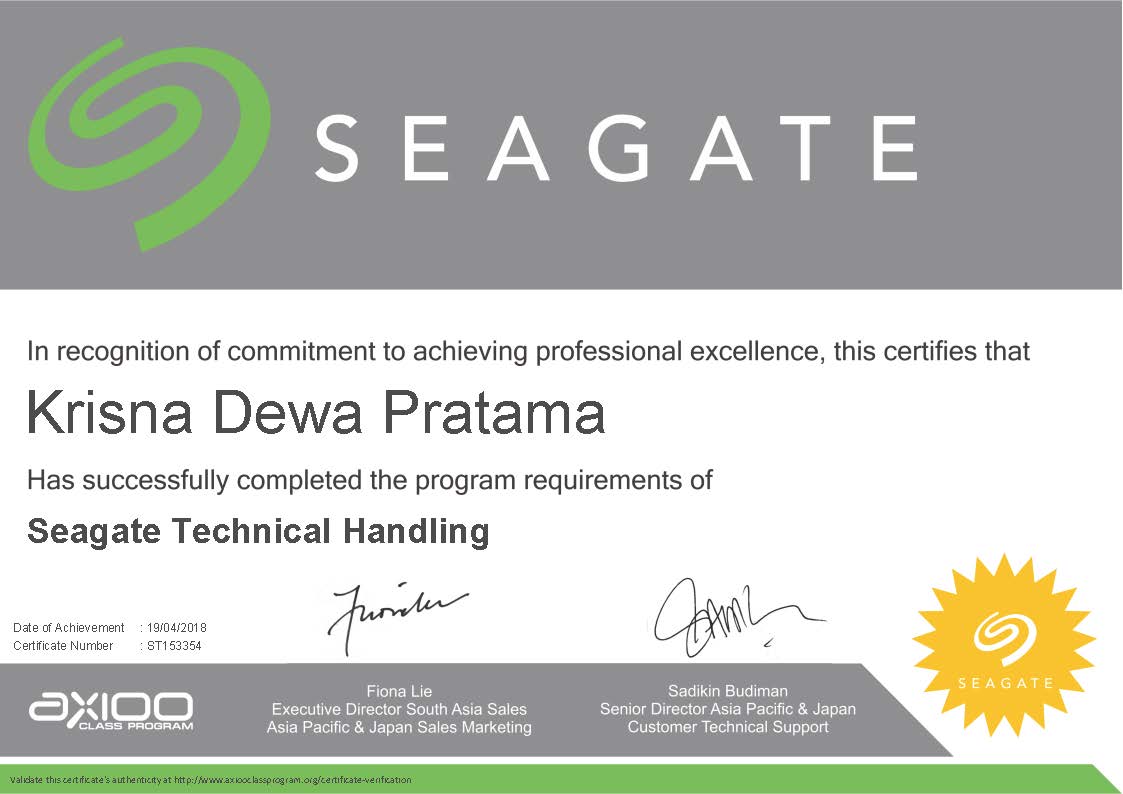 SEAGATE
In recognition of commitment to achieving professional excellence, this certifies that
Krisna Dewa Pratama
Has successfully completed the program requirements of
Seagate Technical Handling
Date of Achievement : 19/04/2018
Certificate Number : ST153354
SEAGATE
axioo
CLASS PROGRAM
Fiona Lie
Executive Director South Asia Sales
Asia Pacific & Japan Sales Marketing
Sadikin Budiman
Senior Director Asia Pacific & Japan
Customer Technical Support
Validate this certificate's authenticity at http://www.axiooclassprogram.org/certificate-verification